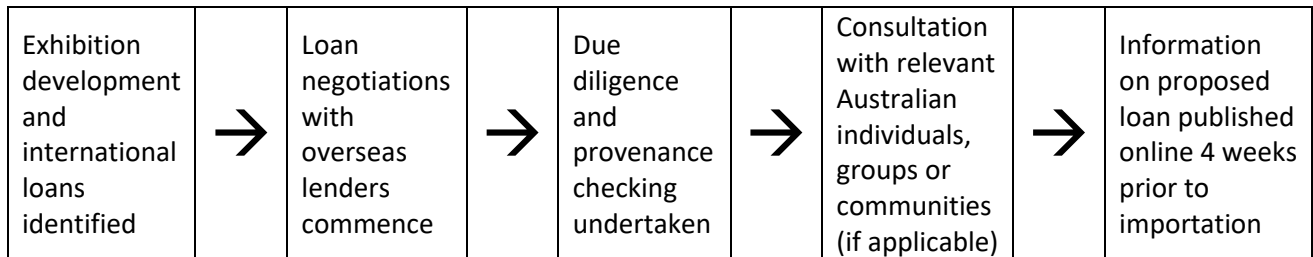 Exhibition
development
and
international
loans
identified
→
Loan
negotiations
with
overseas
lenders
commence
→
Due
diligence
and
provenance
checking
undertaken
→
Consultation
with relevant
Australian
individuals,
groups or
communities
(if applicable)
→
Information
on proposed
loan published
online 4 weeks
prior to
importation